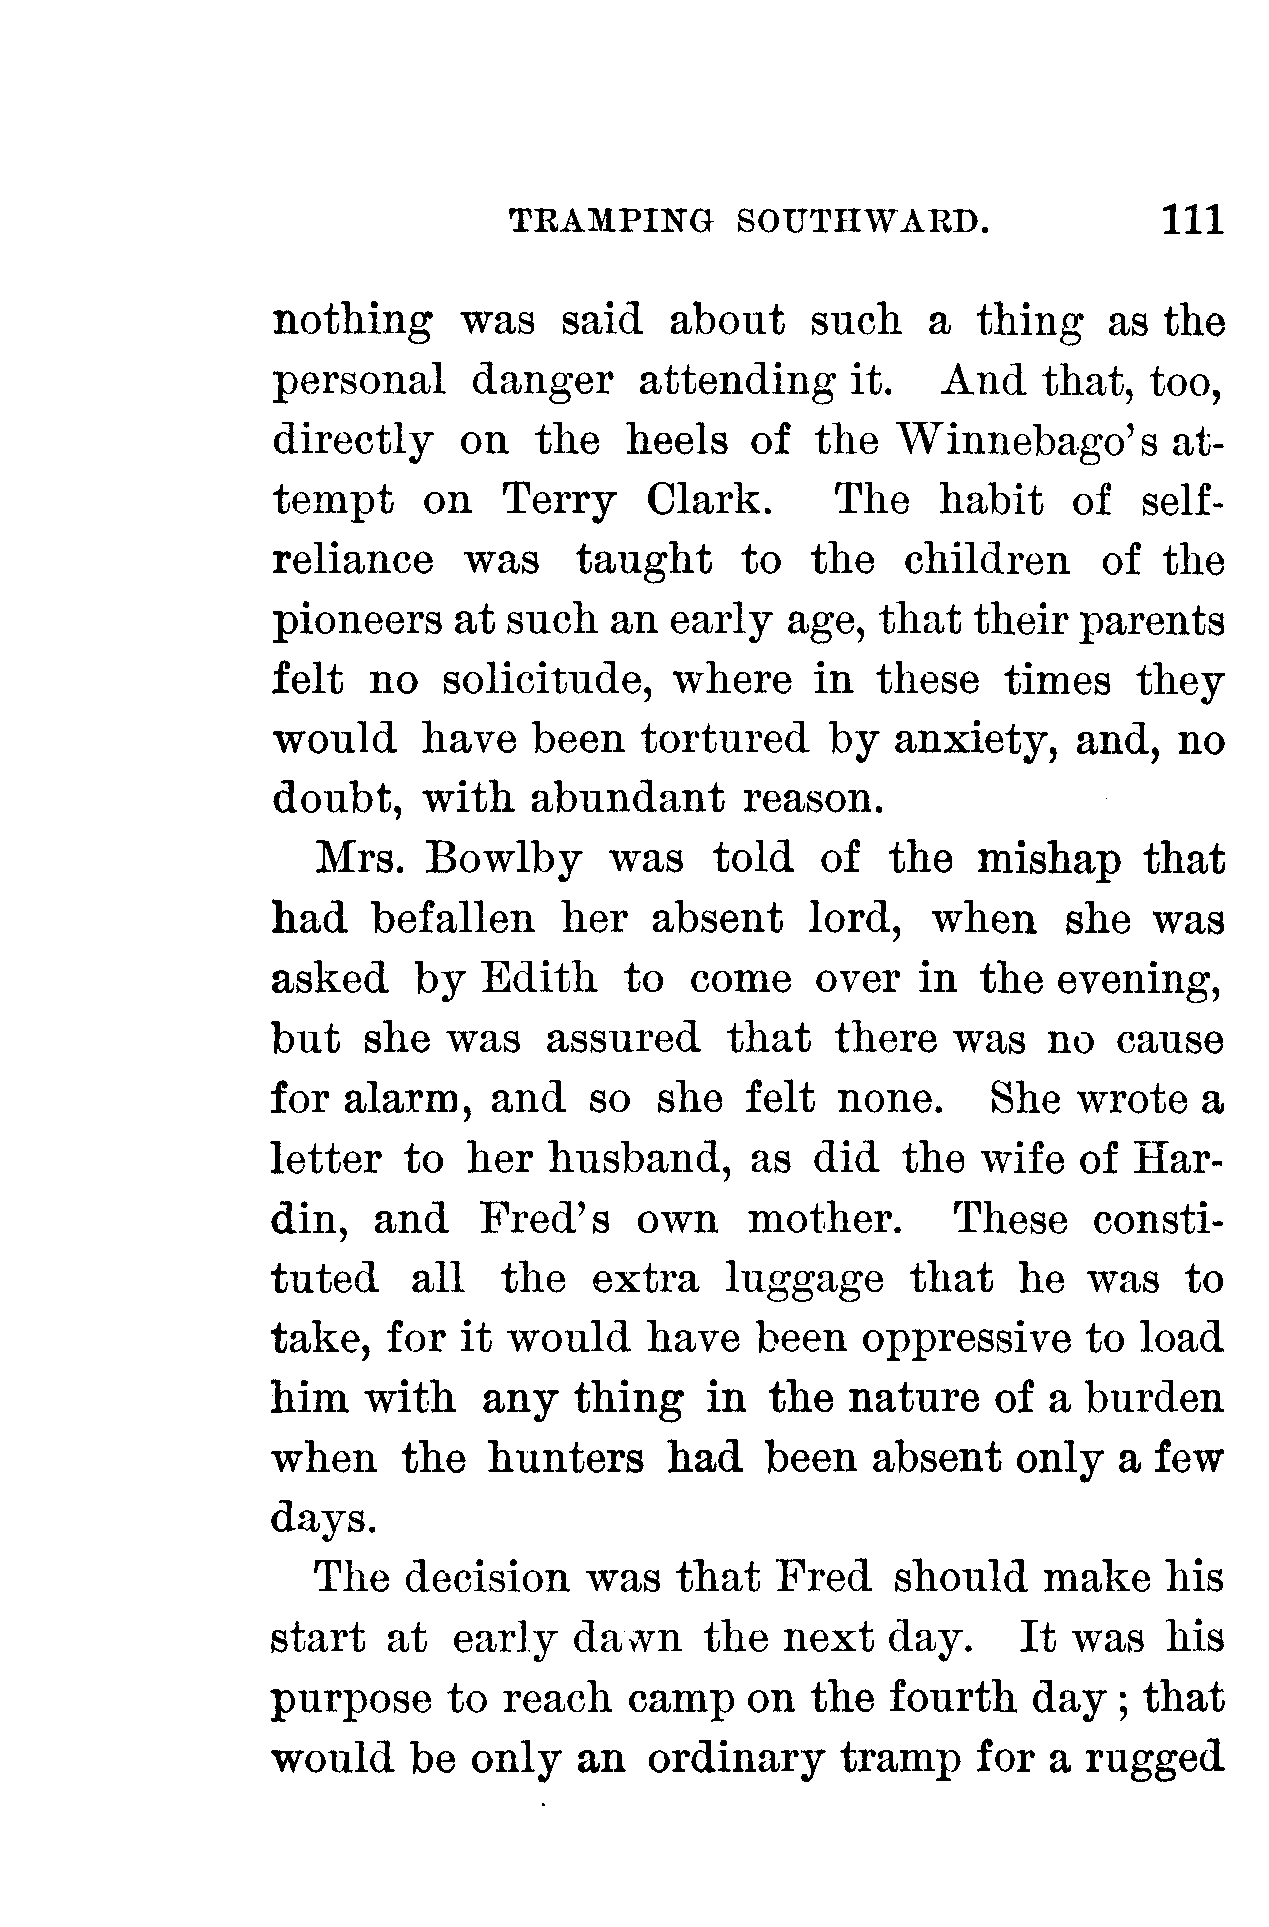 TRAMPING SOUTHWARD. 111
nothing was said about such a thing as the
personal danger attending it. And that, too,
directly on the heels of the Winnebago's at-
tempt on Terry Clark. The habit of self-
reliance was taught to the children of the
pioneers at such an early age, that their parents
felt no solicitude, where in these times they
would have been tortured by anxiety, and, no
doubt, with abundant reason.
Mrs. Bowlby was told of the mishap that
had befallen her absent lord, when she was
asked by Edith to come over in the evening,
but she was assured that there was no cause
for alarm, and so she felt none. She wrote a
letter to her husband, as did the wife of Har-
din, and Fred's own mother. These consti-
tuted all the extra luggage that he was to
take, for it would have been oppressive to load
him with any thing in the nature of a burden
when the hunters had been absent only a few
days.
The decision was that Fred should make his
start at early dawn the next day. It was his
purpose to reach camp on the fourth day ; that
would be only an ordinary tramp for a rugged